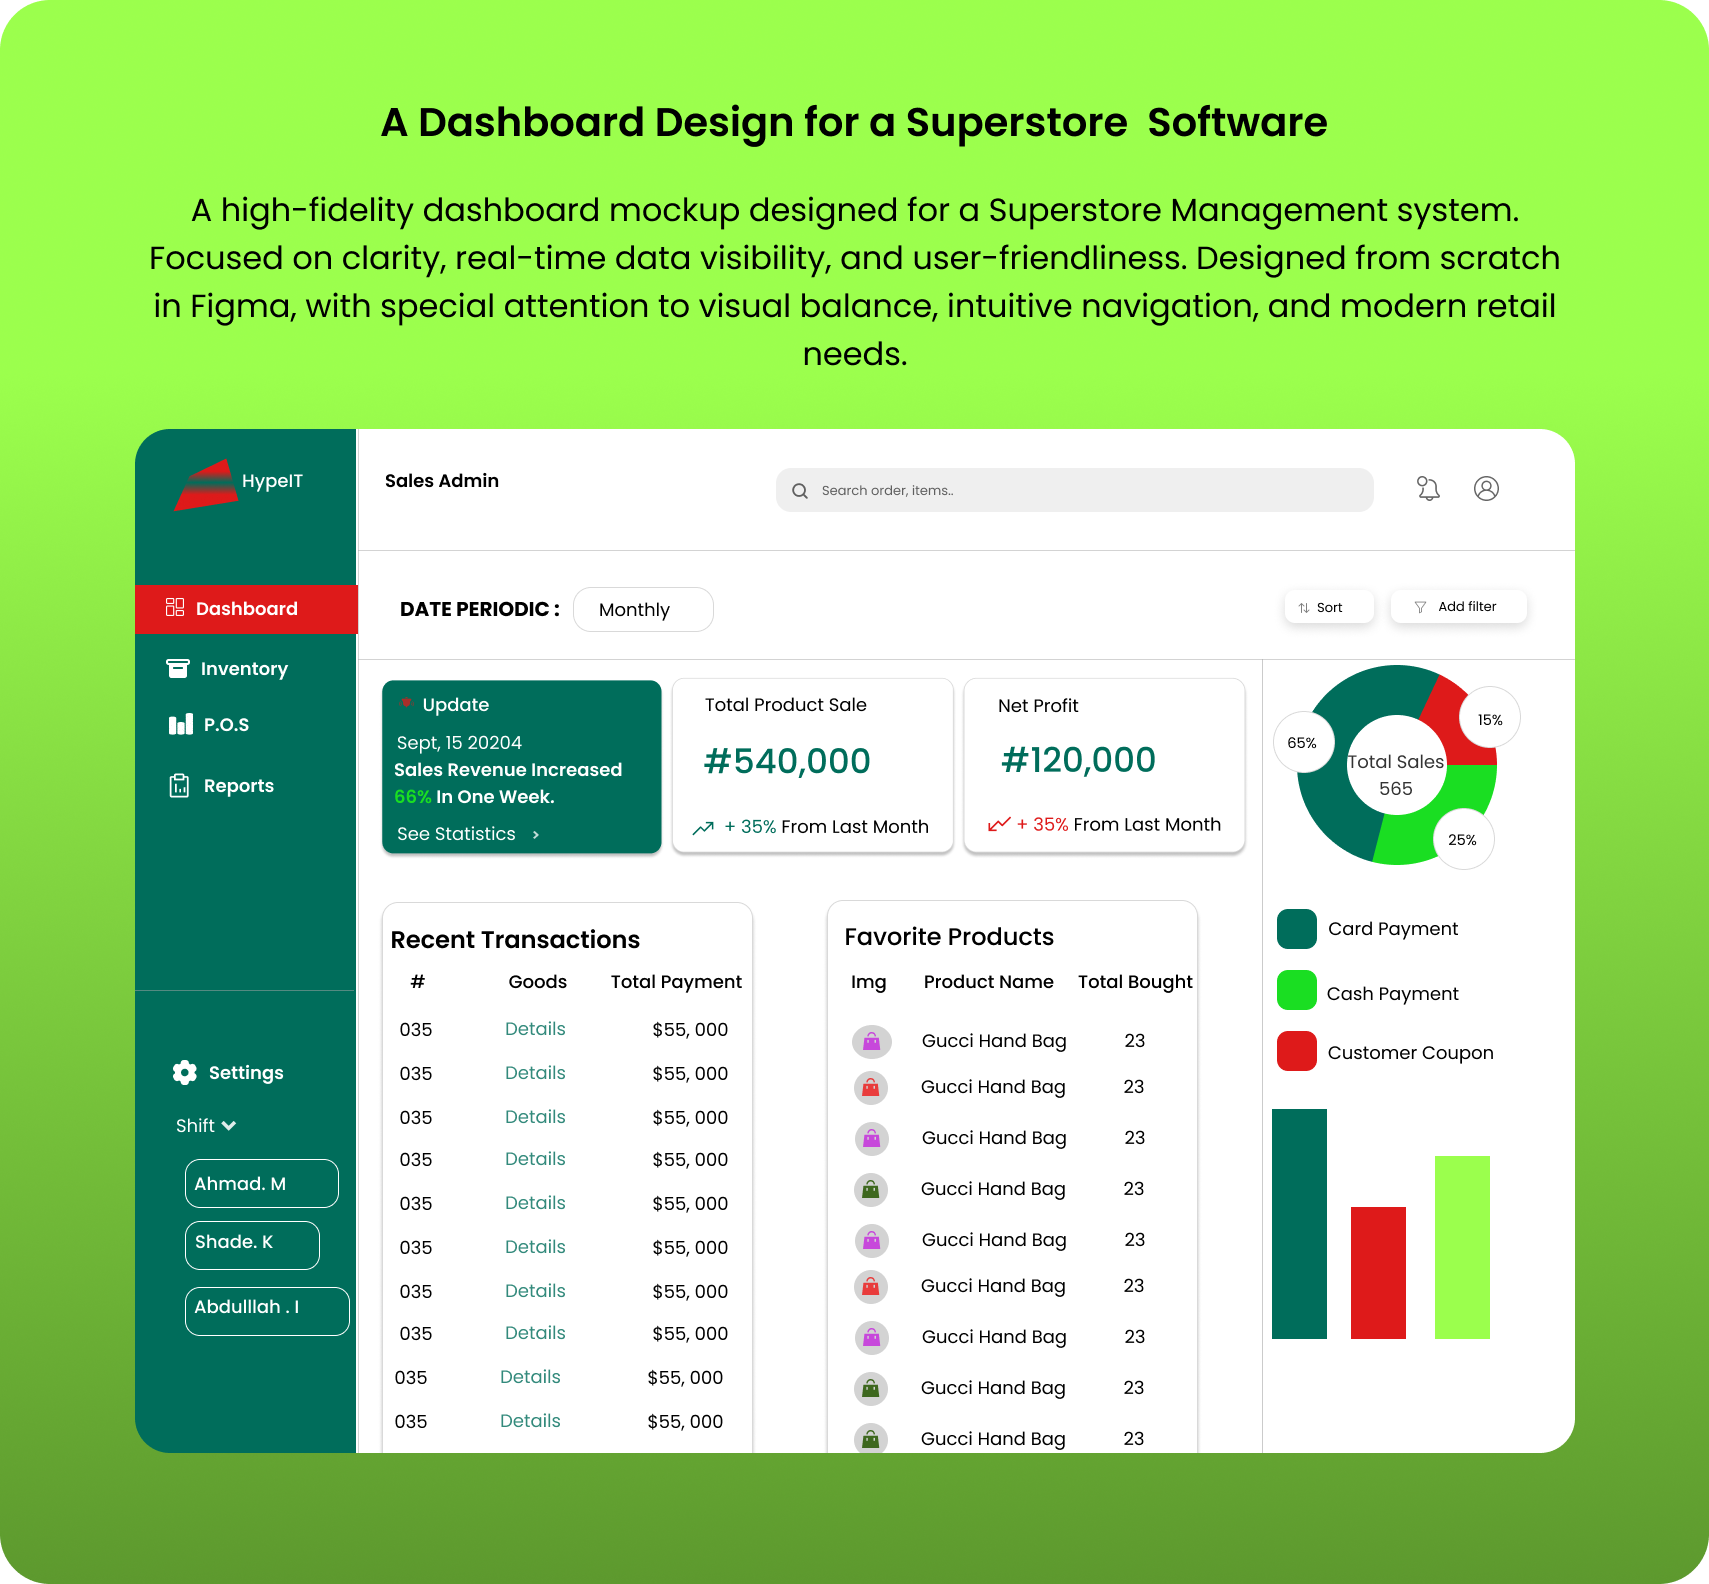 A Dashboard Design for a Superstore  Software
A high-fidelity dashboard mockup designed for a Superstore Management system.
Focused on clarity, real-time data visibility, and user-friendliness. Designed from scratch
in Figma, with special attention to visual balance, intuitive navigation, and modern retail
needs.
HypeIT
Sales Admin
Search order, items..
Dashboard
Inventory
P.O.S
Reports
Settings
Shift
Ahmad. M
Shade. K
Abdulllah . I
DATE PERIODIC :
Monthly
Sort
Add filter
Update
Sept, 15 20204
Sales Revenue Increased
66% In One Week.
See Statistics >
Total Product Sale
#540,000
+ 35% From Last Month
Net Profit
#120,000
+ 35% From Last Month
Recent Transactions
# Goods Total Payment
035 Details $55, 000
035 Details $55, 000
035 Details $55, 000
035 Details $55, 000
035 Details $55, 000
035 Details $55, 000
035 Details $55, 000
035 Details $55, 000
035 Details $55, 000
035 Details $55, 000
Favorite Products
Img Product Name Total Bought
Gucci Hand Bag 23
Gucci Hand Bag 23
Gucci Hand Bag 23
Gucci Hand Bag 23
Gucci Hand Bag 23
Gucci Hand Bag 23
Gucci Hand Bag 23
Gucci Hand Bag 23
Gucci Hand Bag 23
65%
15%
25%
Total Sales
565
Card Payment
Cash Payment
Customer Coupon